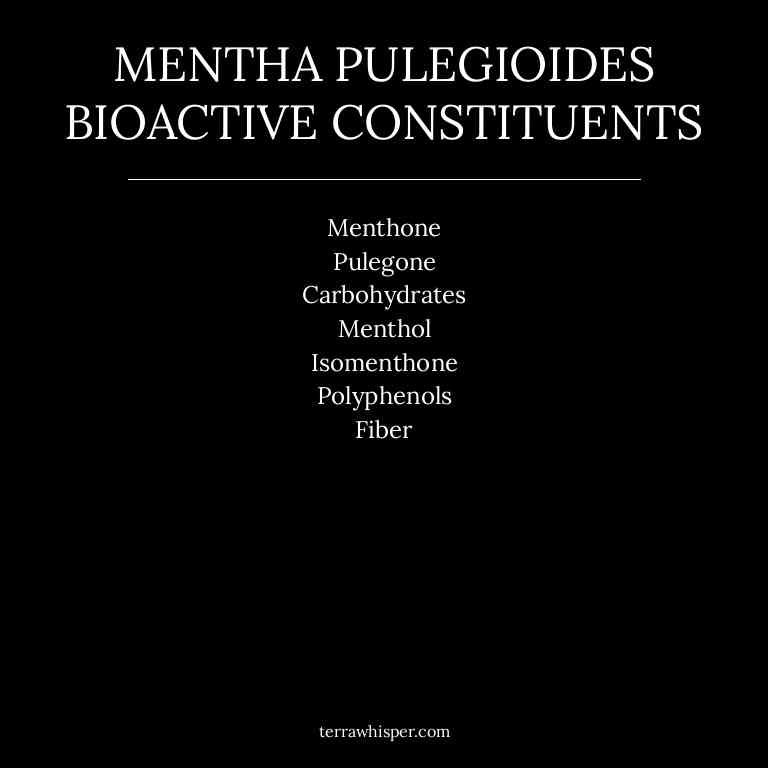 MENTHA PULEGIOIDES
BIOACTIVE CONSTITUENTS
Menthone
Pulegone
Carbohydrates
Menthol
Isomenthone
Polyphenols
Fiber
terrawhisper.com